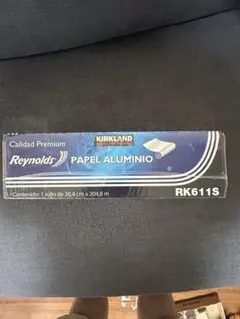 Calidad Premium
KIRKLAND
Reynolds
PAPEL ALUMINIO
Contenido: 1 rollo de 30,4 cm x 304,8 m
RK611S